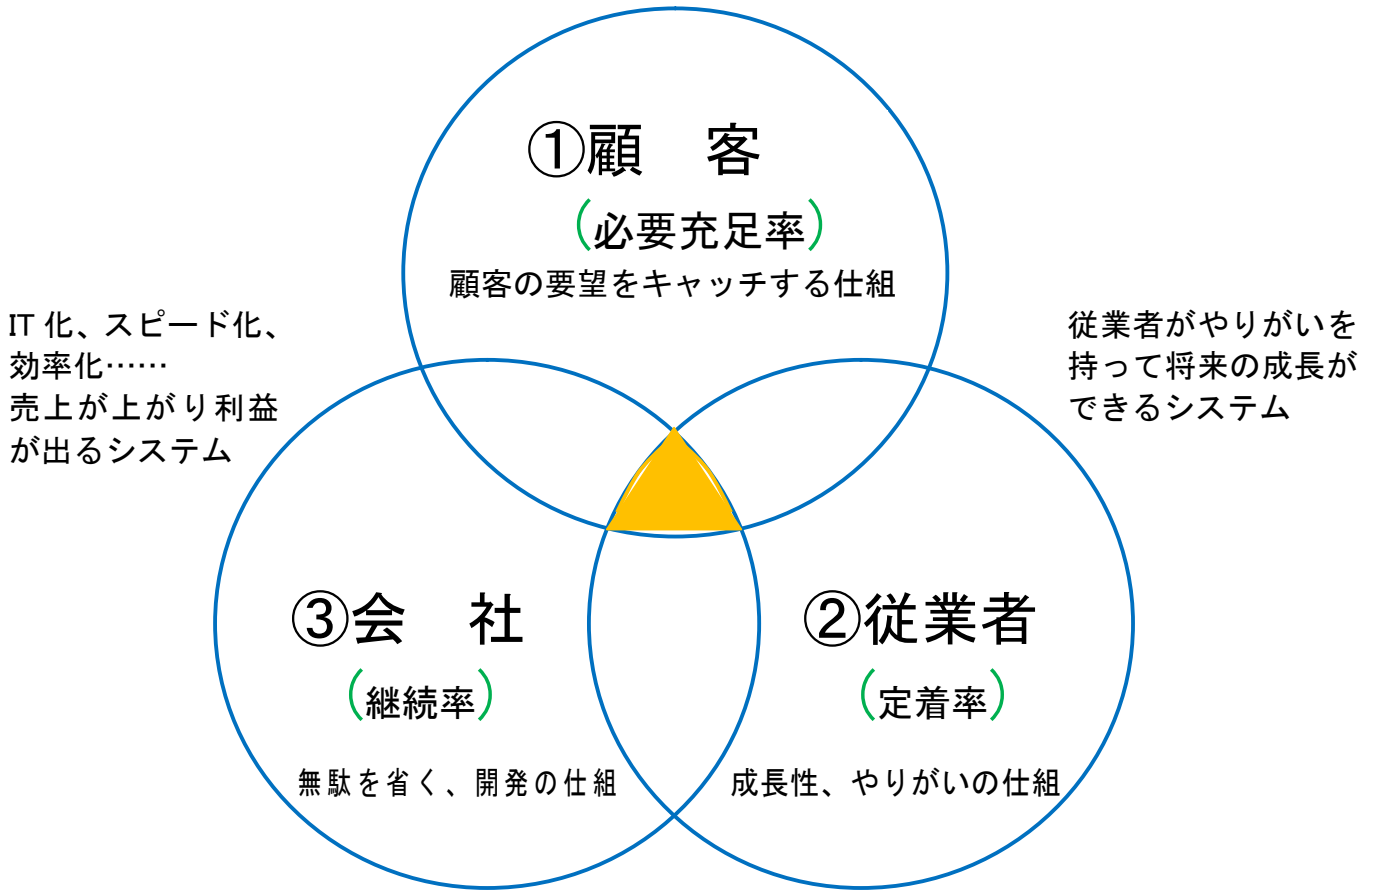 ①顧　客
(必要充足率)
顧客の要望をキャッチする仕組
IT 化、スピード化、
効率化……
売上が上がり利益
が出るシステム
従業者がやりがいを
持って将来の成長が
できるシステム
③会　社
(継続率)
無駄を省く、開発の仕組
②従業者
(定着率)
成長性、やりがいの仕組